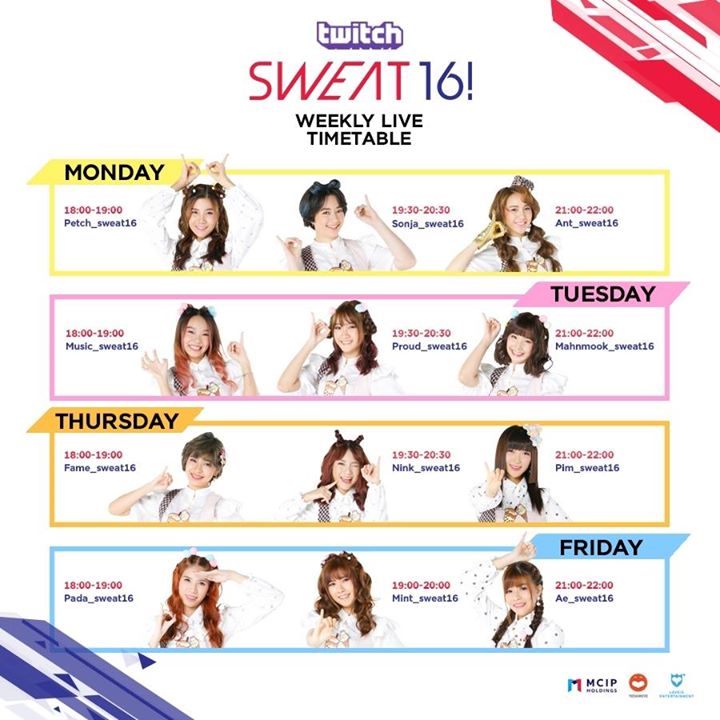 twitch
SWEAT 16!
WEEKLY LIVE
TIMETABLE
MONDAY
18:00-19:00
Petch_sweat16
19:30-20:30
Sonja_sweat16
21:00-22:00
Ant_sweat16
TUESDAY
18:00-19:00
Music_sweat16
19:30-20:30
Proud_sweat16
21:00-22:00
Mahnmook_sweat16
THURSDAY
18:00-19:00
Fame_sweat16
19:30-20:30
Nink_sweat16
21:00-22:00
Pim_sweat16
FRIDAY
18:00-19:00
Pada_sweat16
19:00-20:00
Mint_sweat16
21:00-22:00
Ae_sweat16
MCIP
HOLDINGS